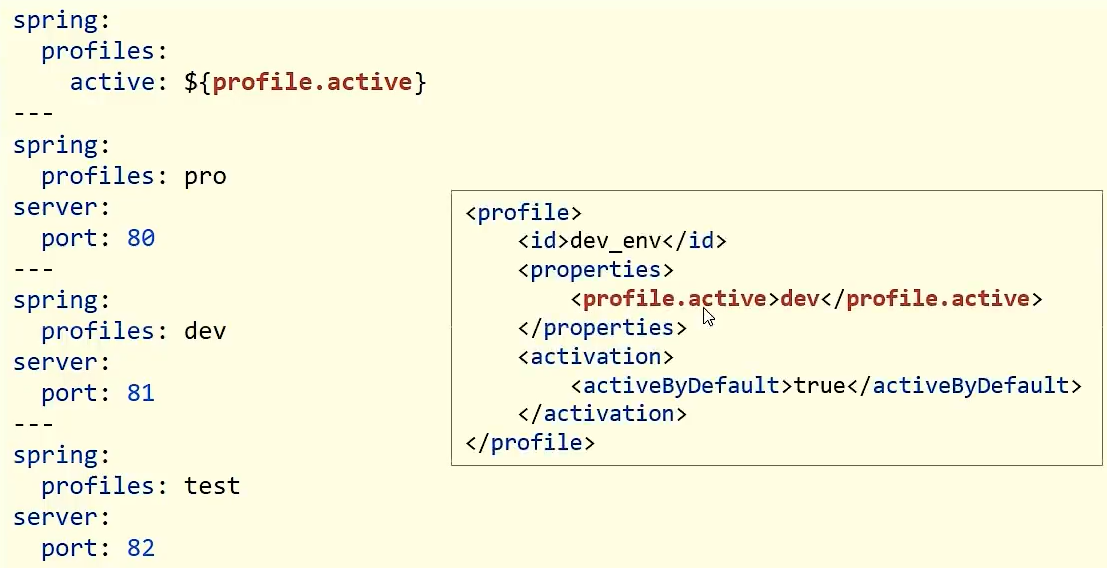 spring:
  profiles:
    active: ${profile.active}
---
spring:
  profiles: pro
server:
  port: 80
---
spring:
  profiles: dev
server:
  port: 81
---
spring:
  profiles: test
server:
  port: 82
<profile>
    <id>dev_env</id>
    <properties>
        <profile.active>dev</profile.active>
    </properties>
    <activation>
        <activeByDefault>true</activeByDefault>
    </activation>
</profile>